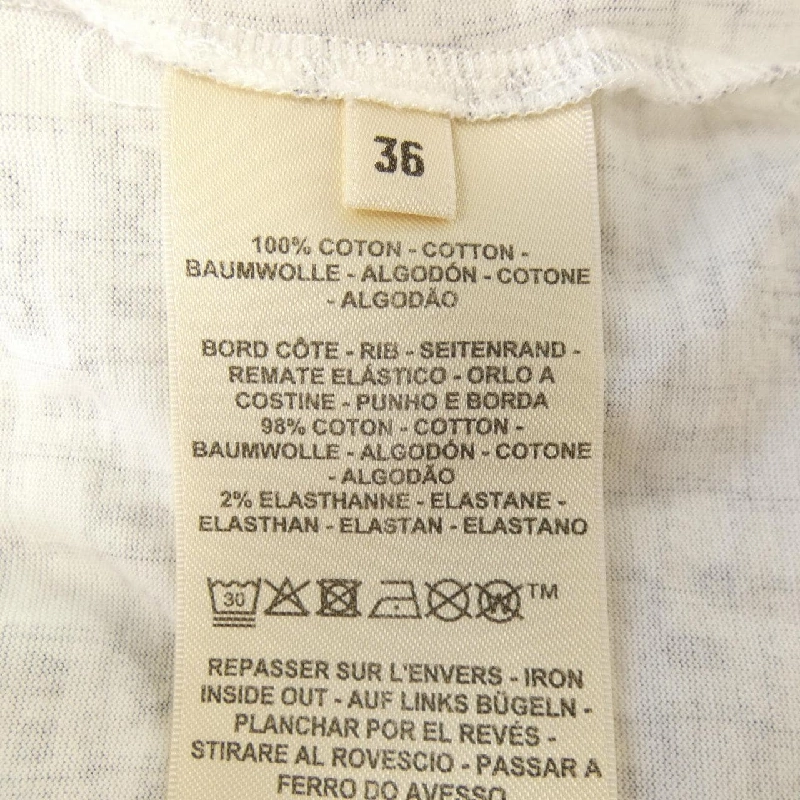 36
100% COTON - COTTON -
BAUMWOLLE - ALGODÓN - COTONE
- ALGODÃO
BORD CÔTE - RIB - SEITENRAND -
REMATE ELÁSTICO - ORLO A
COSTINE - PUNHO E BORDA
98% COTON - COTTON -
BAUMWOLLE - ALGODÓN - COTONE
- ALGODÃO
2% ELASTHANNE - ELASTANE -
ELASTHAN - ELASTAN - ELASTANO
30 W TM
REPASSER SUR L'ENVERS - IRON
INSIDE OUT - AUF LINKS BÜGELN -
PLANCHAR POR EL REVÉS -
STIRARE AL ROVESCIO - PASSAR A
FERRO DO AVESSO